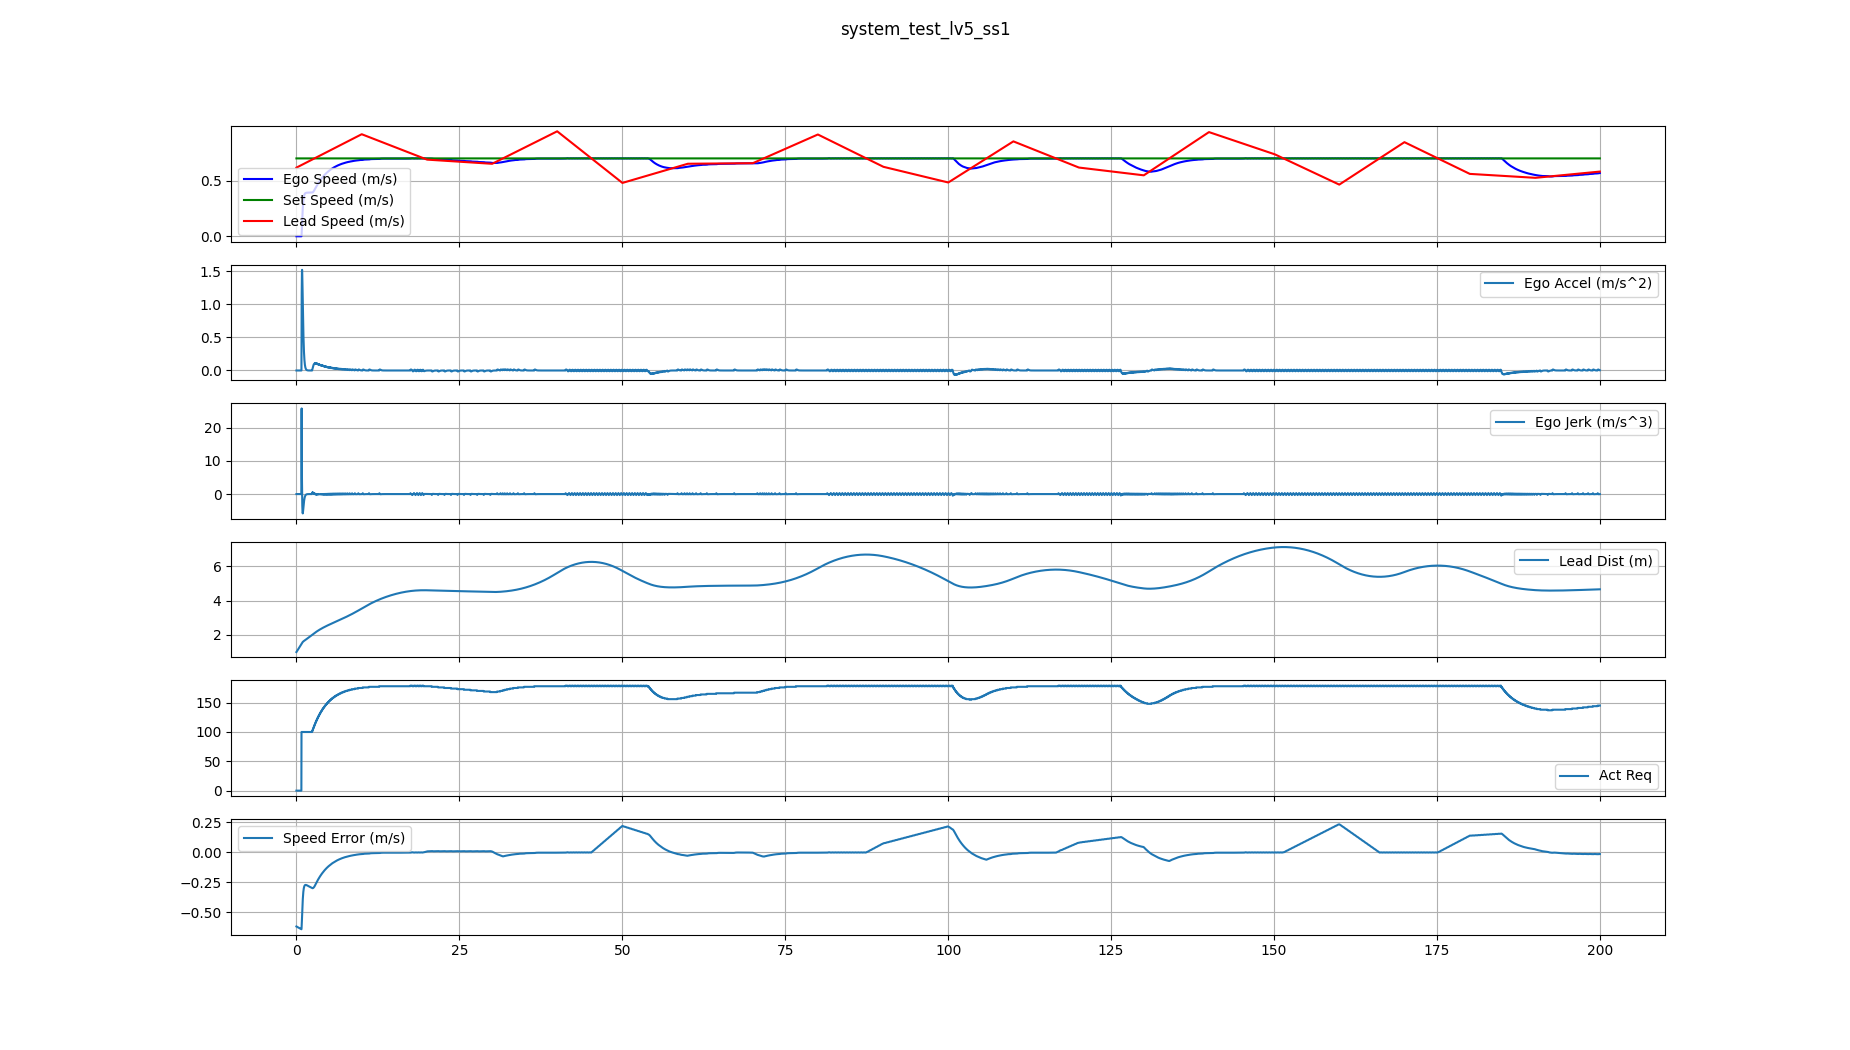 system_test_lv5_ss1
0.5
0.0
Ego Speed (m/s)
Set Speed (m/s)
Lead Speed (m/s)
1.5
1.0
0.5
0.0
Ego Accel (m/s^2)
20
10
0
Ego Jerk (m/s^3)
6
4
2
Lead Dist (m)
150
100
50
0
Act Req
0.25
0.00
−0.25
−0.50
Speed Error (m/s)
0 25 50 75 100 125 150 175 200